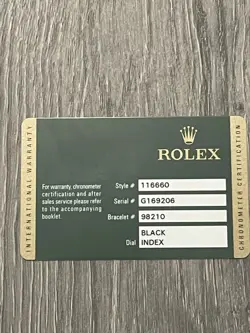 ROLEX
INTERNATIONAL WARRANTY
For warranty, chronometer
certification and after
sales service please refer
to the accompanying
booklet.
Style # 116660
Serial # G169206
Bracelet # 98210
BLACK
Dial INDEX
CHRONOMETER CERTIFICATION